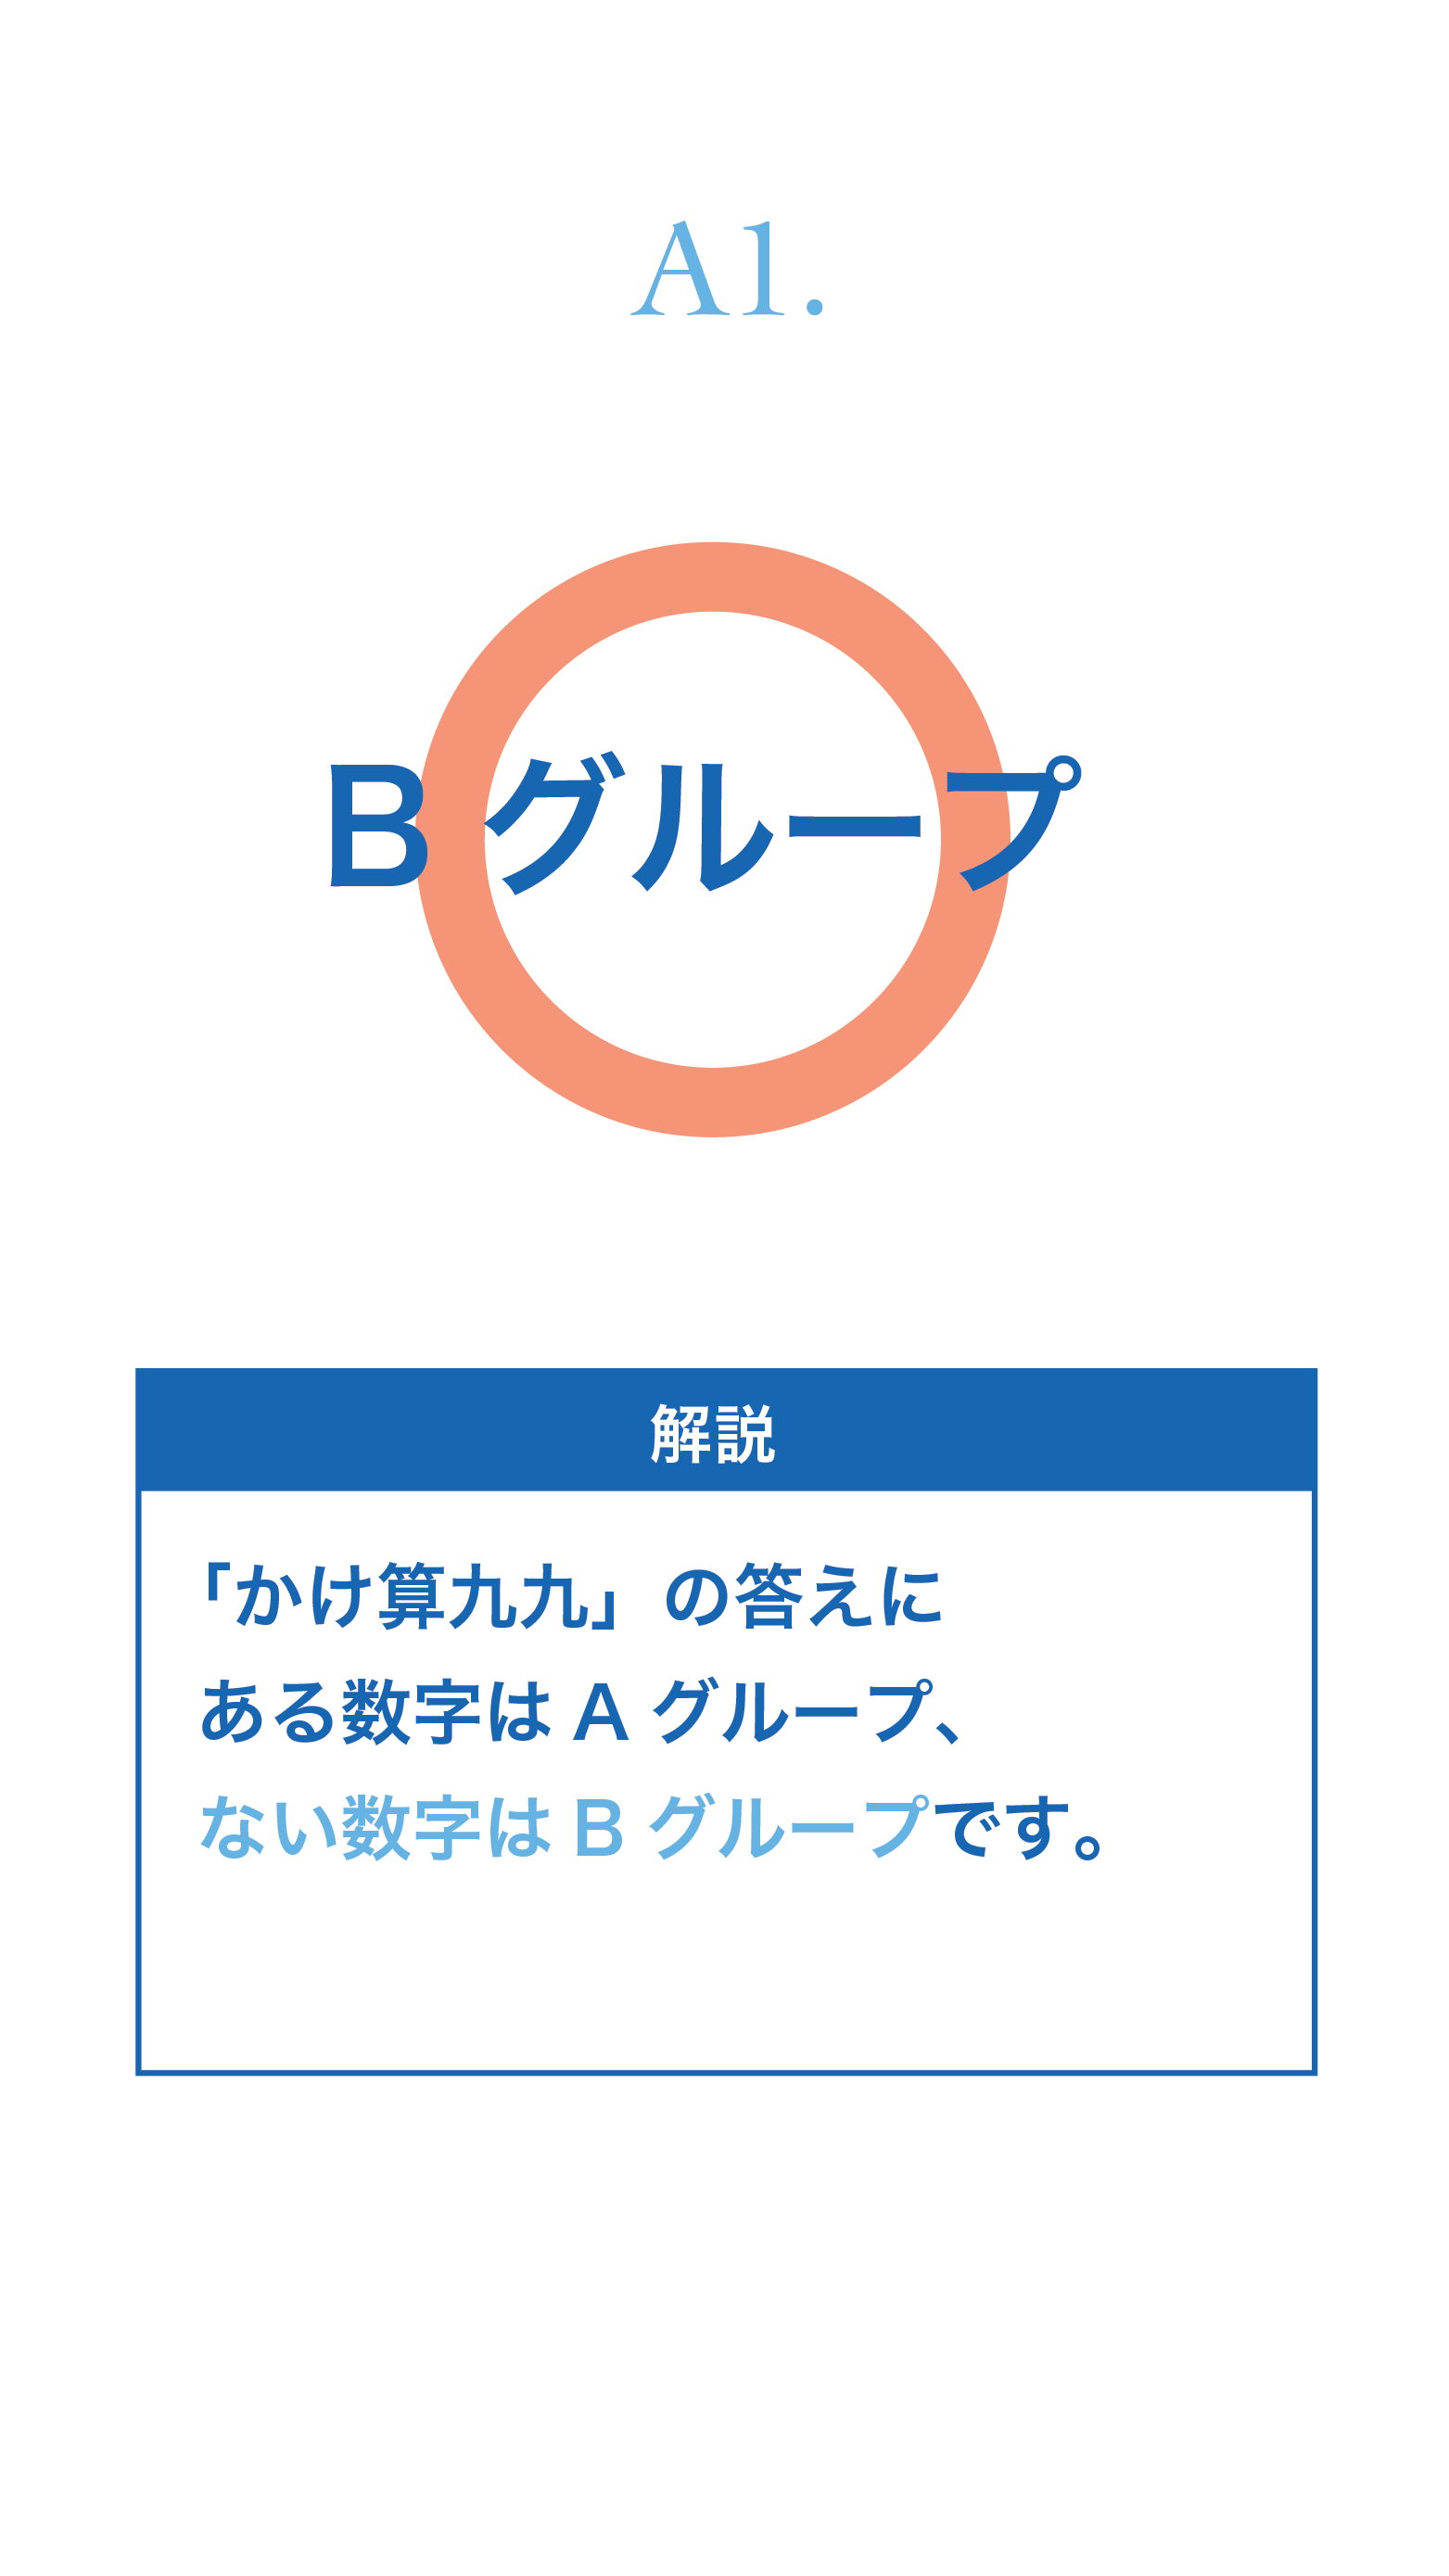 A1.
B グループ
解説
「かけ算九九」の答えに
ある数字は A グループ、
ない数字は B グループです。